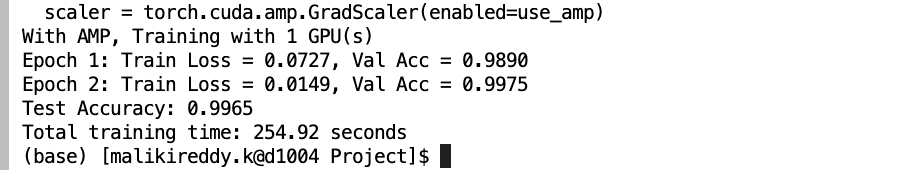 scaler = torch.cuda.amp.GradScaler(enabled=use_amp)
With AMP, Training with 1 GPU(s)
Epoch 1: Train Loss = 0.0727, Val Acc = 0.9890
Epoch 2: Train Loss = 0.0149, Val Acc = 0.9975
Test Accuracy: 0.9965
Total training time: 254.92 seconds
(base) [malikireddy.k@d1004 Project]$